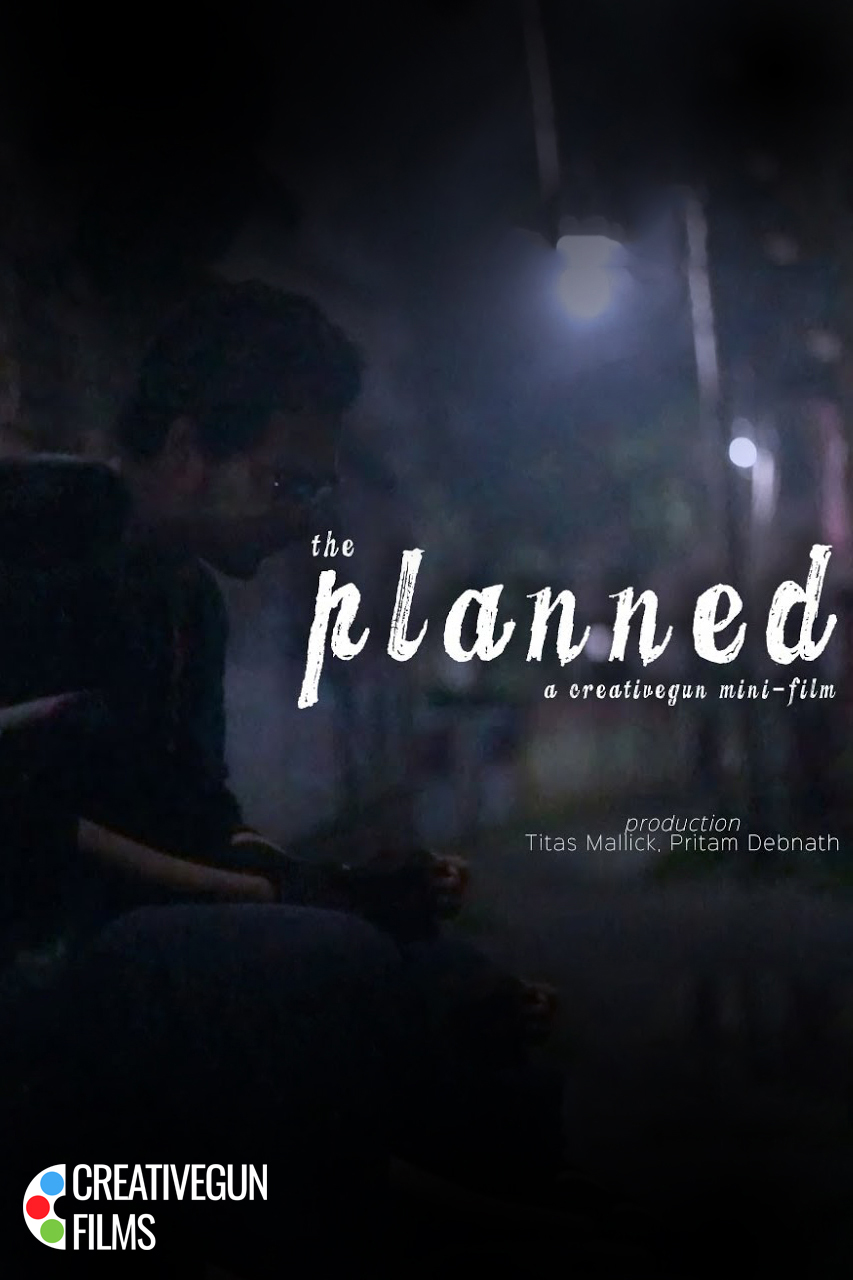 the
planned
a creativegun mini-film
production
Titas Mallick, Pritam Debnath
CREATIVEGUN
FILMS